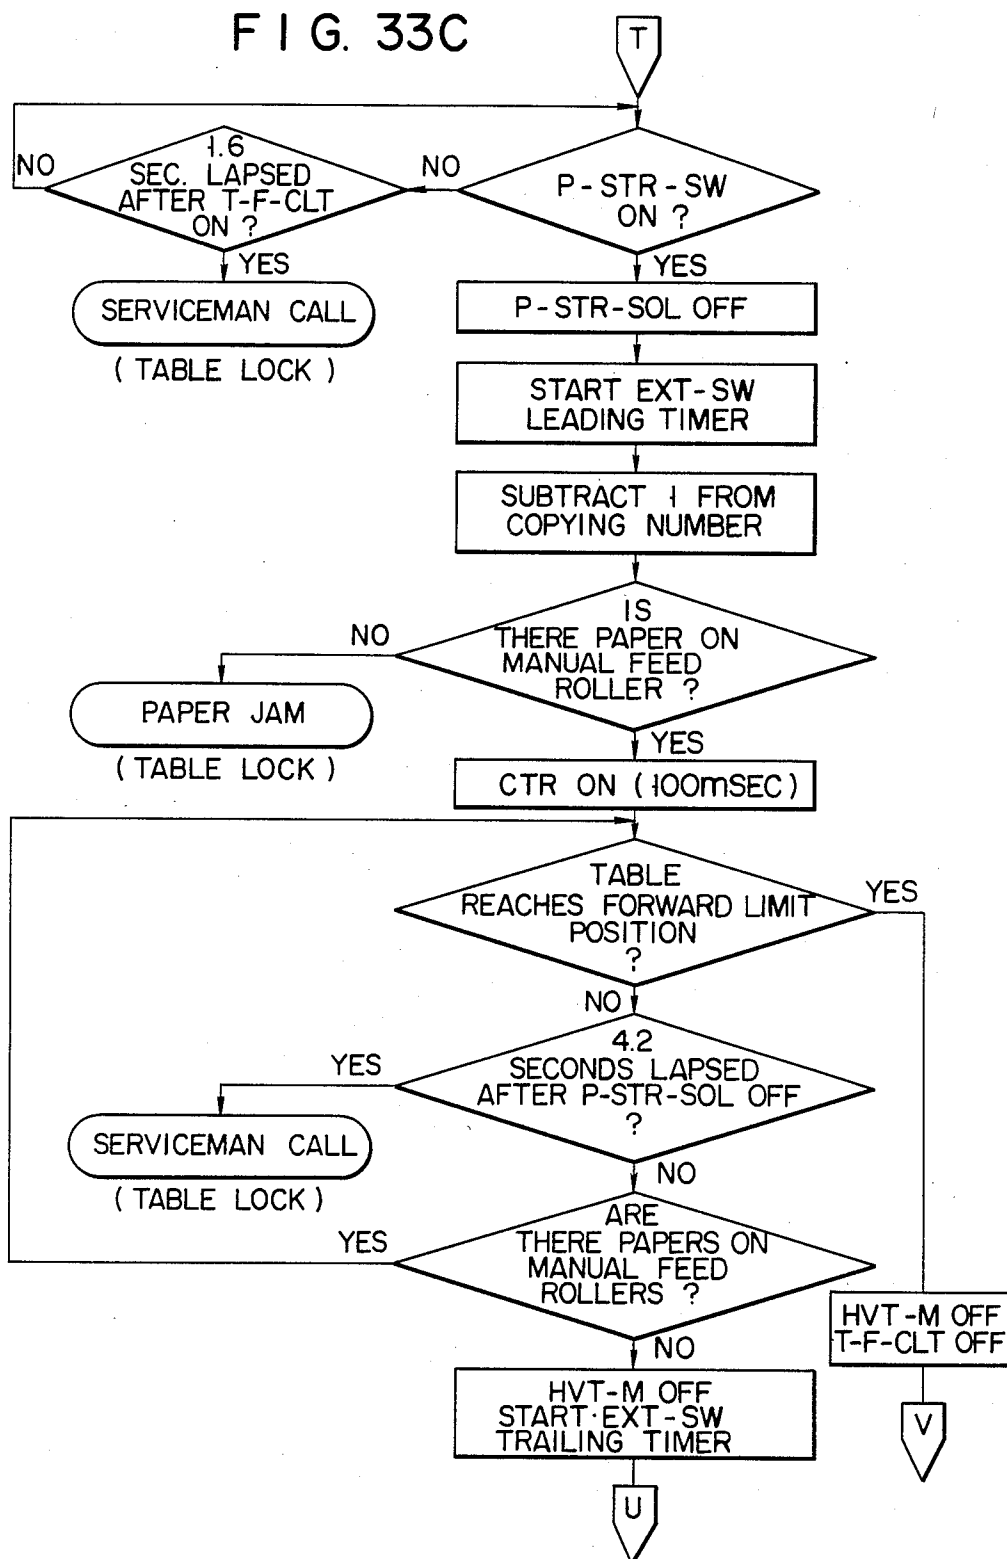 FIG. 33C
T
1.6
SEC. LAPSED
AFTER T-F-CLT
ON ?
NO
NO
P-STR-SW
ON ?
YES
YES
SERVICEMAN CALL
(TABLE LOCK)
P-STR-SOL OFF
START EXT-SW
LEADING TIMER
SUBTRACT 1 FROM
COPYING NUMBER
IS
THERE PAPER ON
MANUAL FEED
ROLLER ?
NO
PAPER JAM
(TABLE LOCK)
YES
CTR ON (100mSEC)
TABLE
REACHES FORWARD LIMIT
POSITION
?
YES
NO
4.2
SECONDS LAPSED
AFTER P-STR-SOL OFF
?
YES
SERVICEMAN CALL
(TABLE LOCK)
NO
ARE
THERE PAPERS ON
MANUAL FEED
ROLLERS ?
YES
NO
HVT-M OFF
T-F-CLT OFF
HVT-M OFF
START·EXT-SW
TRAILING TIMER
V
U